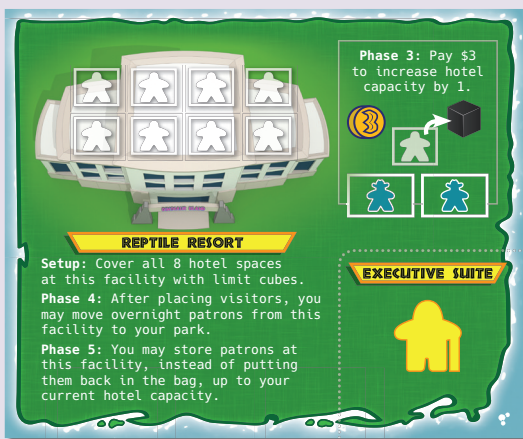 Phase 3: Pay $3
to increase hotel
capacity by 1.
3
REPTILE RESORT
Setup: Cover all 8 hotel spaces
at this facility with limit cubes.
Phase 4: After placing visitors, you
may move overnight patrons from this
facility to your park.
Phase 5: You may store patrons at
this facility, instead of putting
them back in the bag, up to your
current hotel capacity.
EXECUTIVE SUITE